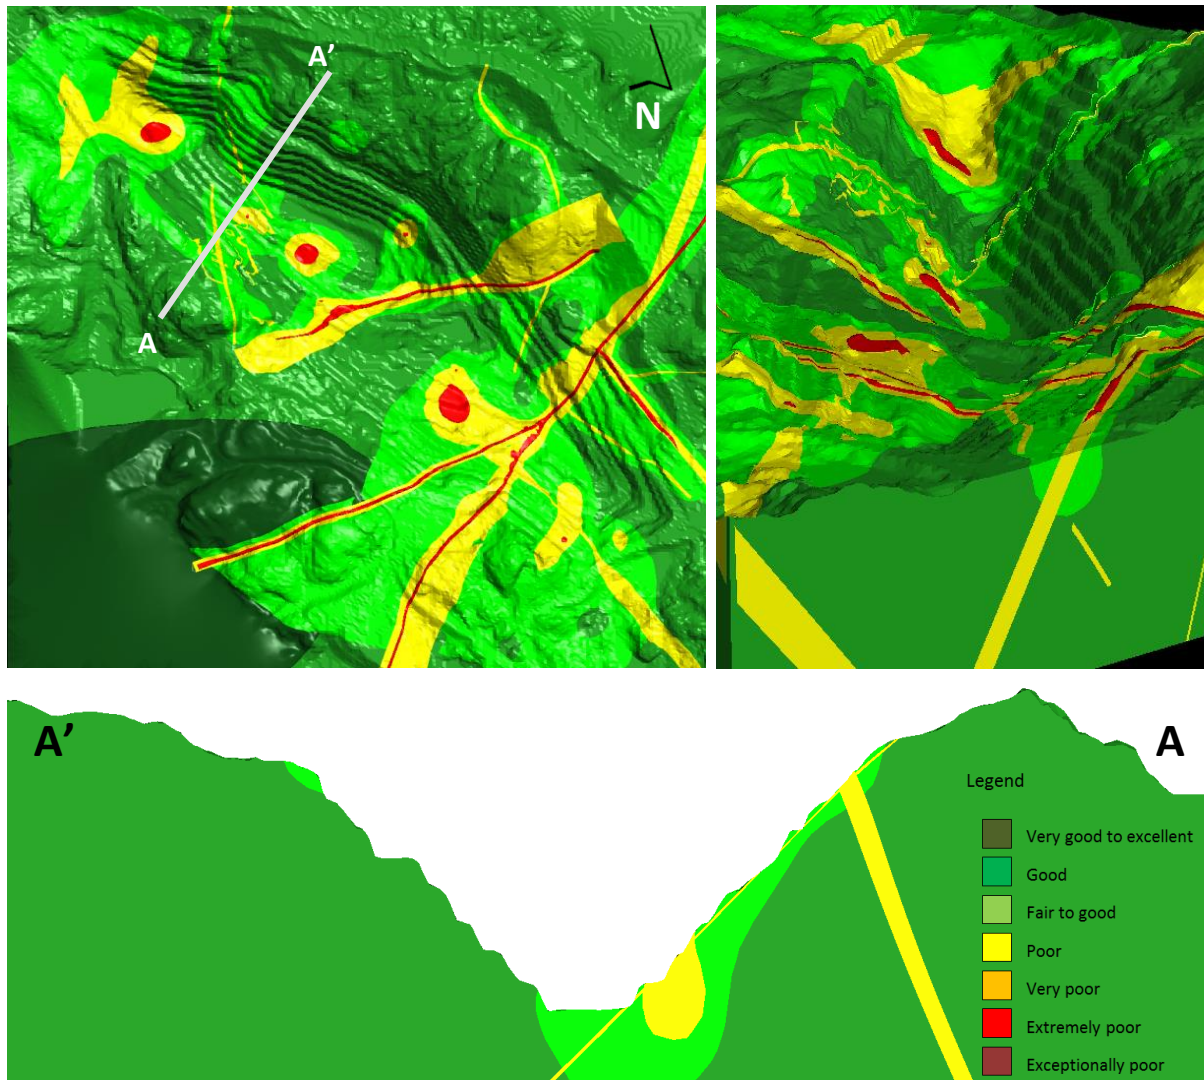 A’
N
A
A’
A
Legend
Very good to excellent
Good
Fair to good
Poor
Very poor
Extremely poor
Exceptionally poor